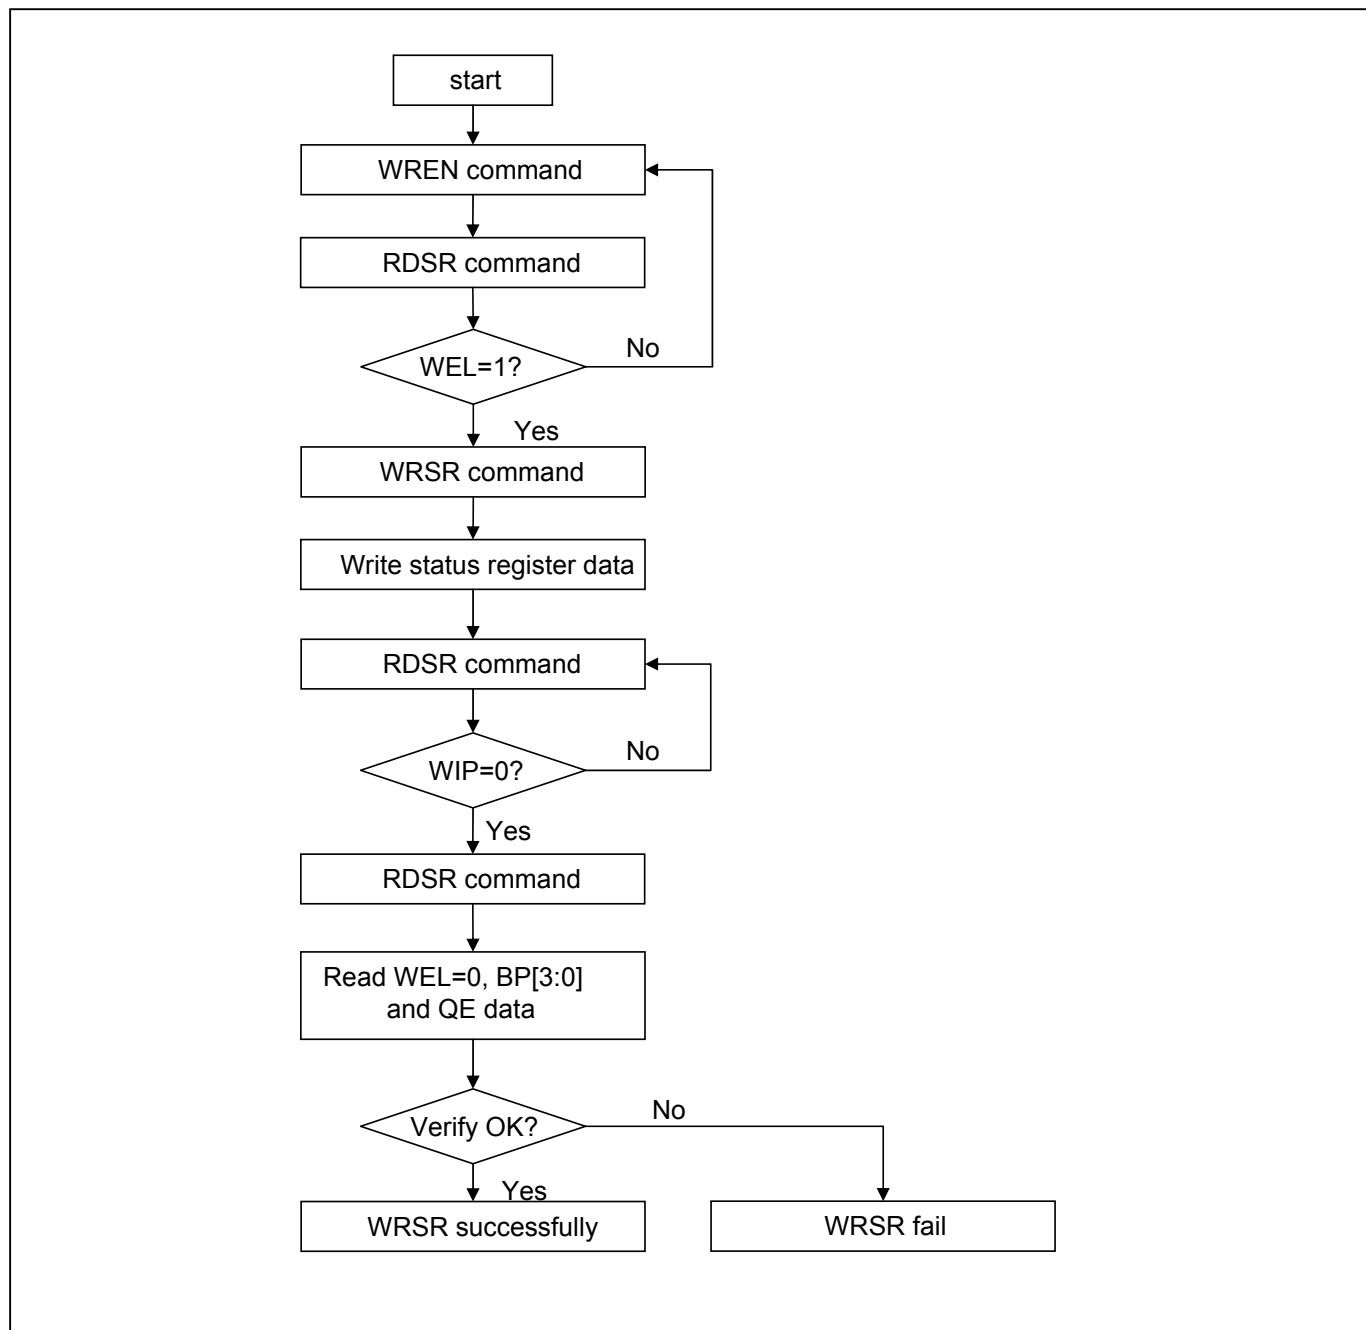 start
WREN command
RDSR command
WEL=1?
No
Yes
WRSR command
Write status register data
RDSR command
WIP=0?
No
Yes
RDSR command
Read WEL=0, BP[3:0]
and QE data
Verify OK?
No
Yes
WRSR successfully
WRSR fail